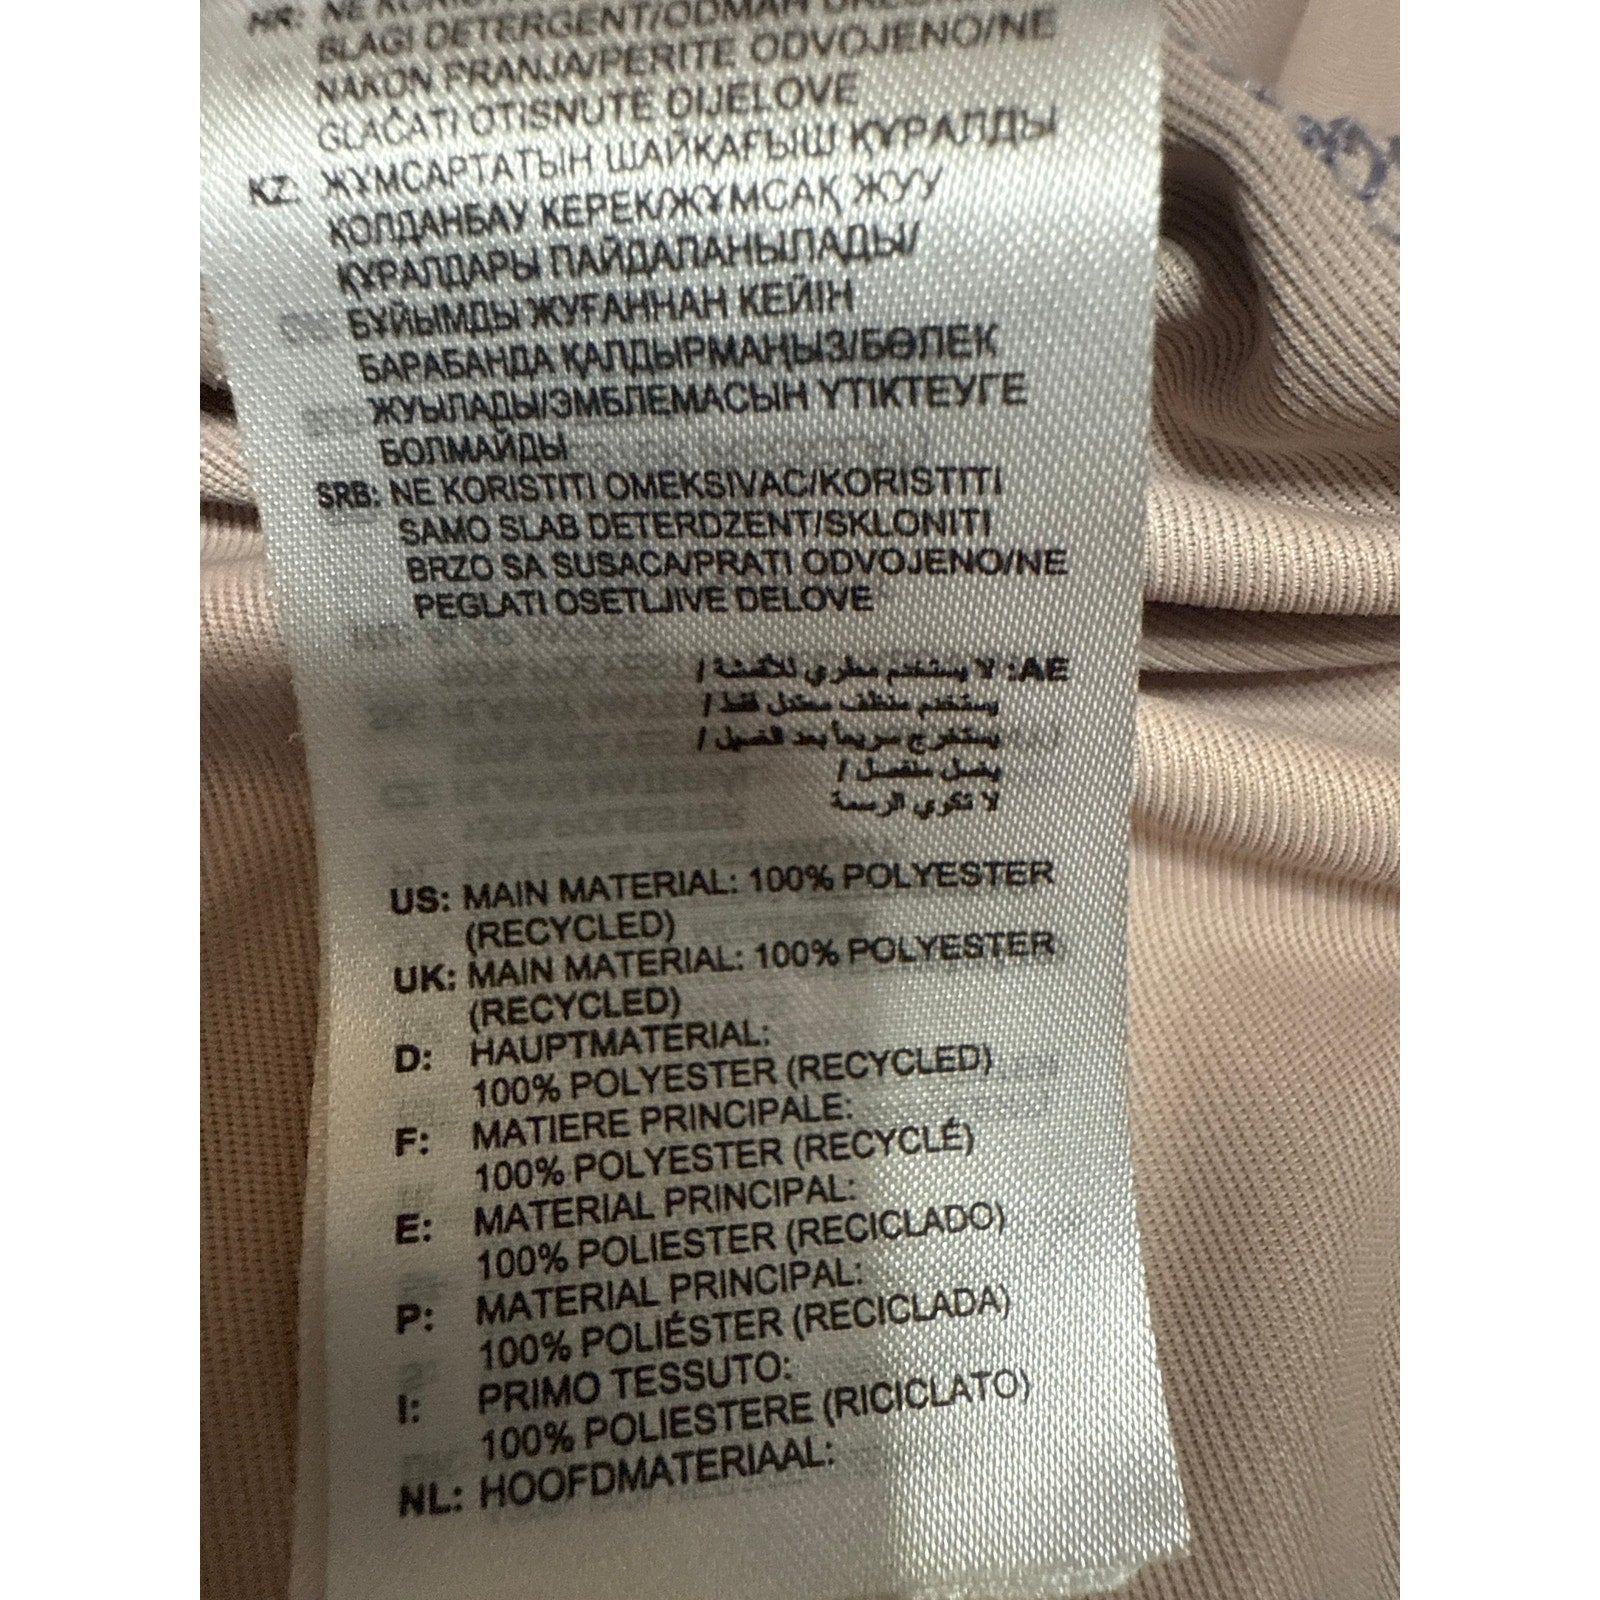 HR: NE
BLAGI DETERGENT/ODMAH
NAKON PRANJA/PERITE ODVOJENO/NE
GLAČATI OTISNUTE DIJELOVE
KZ: ЖҰМСАРТАТЫН ШАЙҚАҒЫШ ҚҰРАЛДЫ
ҚОЛДАНБАУ КЕРЕК/ЖҰМСАҚ ЖУУ
ҚҰРАЛДАРЫ ПАЙДАЛАНЫЛАДЫ/
БҰЙЫМДЫ ЖУҒАННАН КЕЙІН
БАРАБАНДА ҚАЛДЫРМАҢЫЗ/БӨЛЕК
ЖУЫЛАДЫ/ЭМБЛЕМАСЫН ҮТІКТЕУГЕ
БОЛМАЙДЫ
SRB: NE KORISTITI OMEKSIVAC/KORISTITI
SAMO SLAB DETERDZENT/SKLONITI
BRZO SA SUSACA/PRATI ODVOJENO/NE
PEGLATI OSETLJIVE DELOVE
AE: لا يستخدم مطري للأقمشة /
يستخدم منظف معتدل فقط /
يستخرج سريعاً بعد الغسيل /
يغسل منفصل /
لا تكوي الرسمة
US: MAIN MATERIAL: 100% POLYESTER
(RECYCLED)
UK: MAIN MATERIAL: 100% POLYESTER
(RECYCLED)
D: HAUPTMATERIAL:
100% POLYESTER (RECYCLED)
F: MATIERE PRINCIPALE:
100% POLYESTER (RECYCLÉ)
E: MATERIAL PRINCIPAL:
100% POLIESTER (RECICLADO)
P: MATERIAL PRINCIPAL:
100% POLIÉSTER (RECICLADA)
I: PRIMO TESSUTO:
100% POLIESTERE (RICICLATO)
NL: HOOFDMATERIAAL: